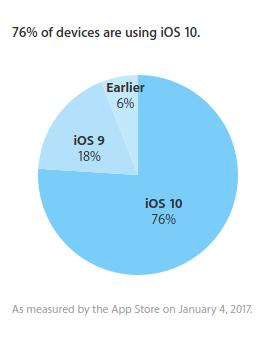 76% of devices are using iOS 10.
Earlier
6%
iOS 9
18%
iOS 10
76%
As measured by the App Store on January 4, 2017.